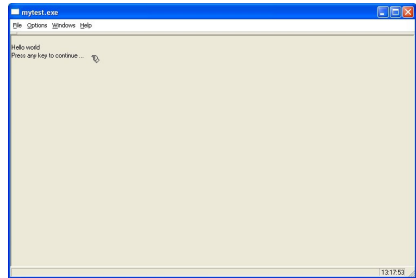 mytest.exe
File Options Windows Help
Hello world
Press any key to continue ...
13:17:53